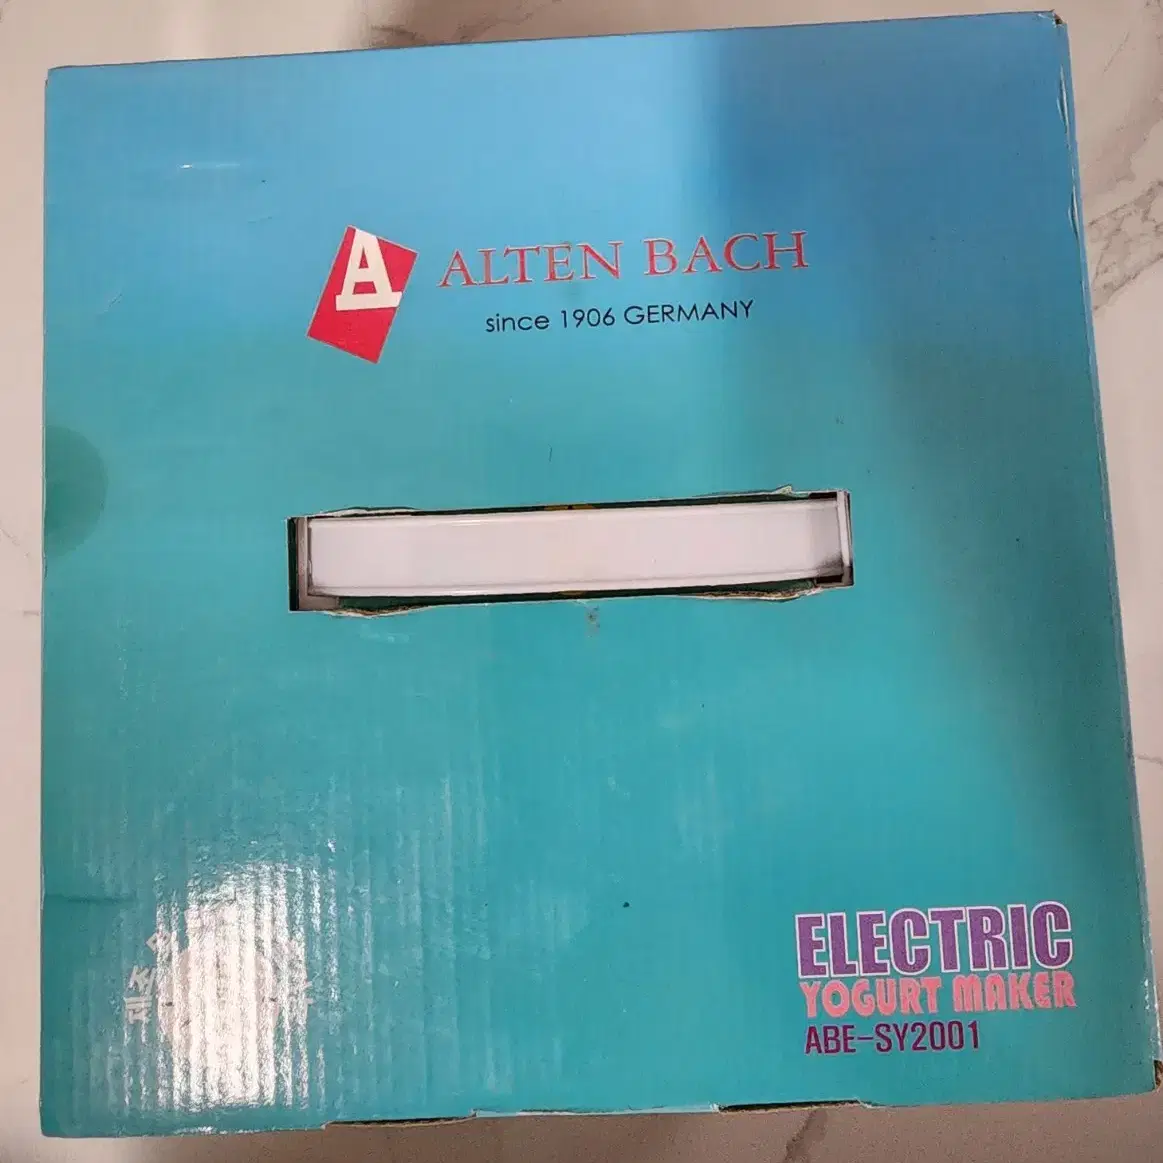 A ALTEN BACH
since 1906 GERMANY
ELECTRIC
YOGURT MAKER
ABE-SY2001